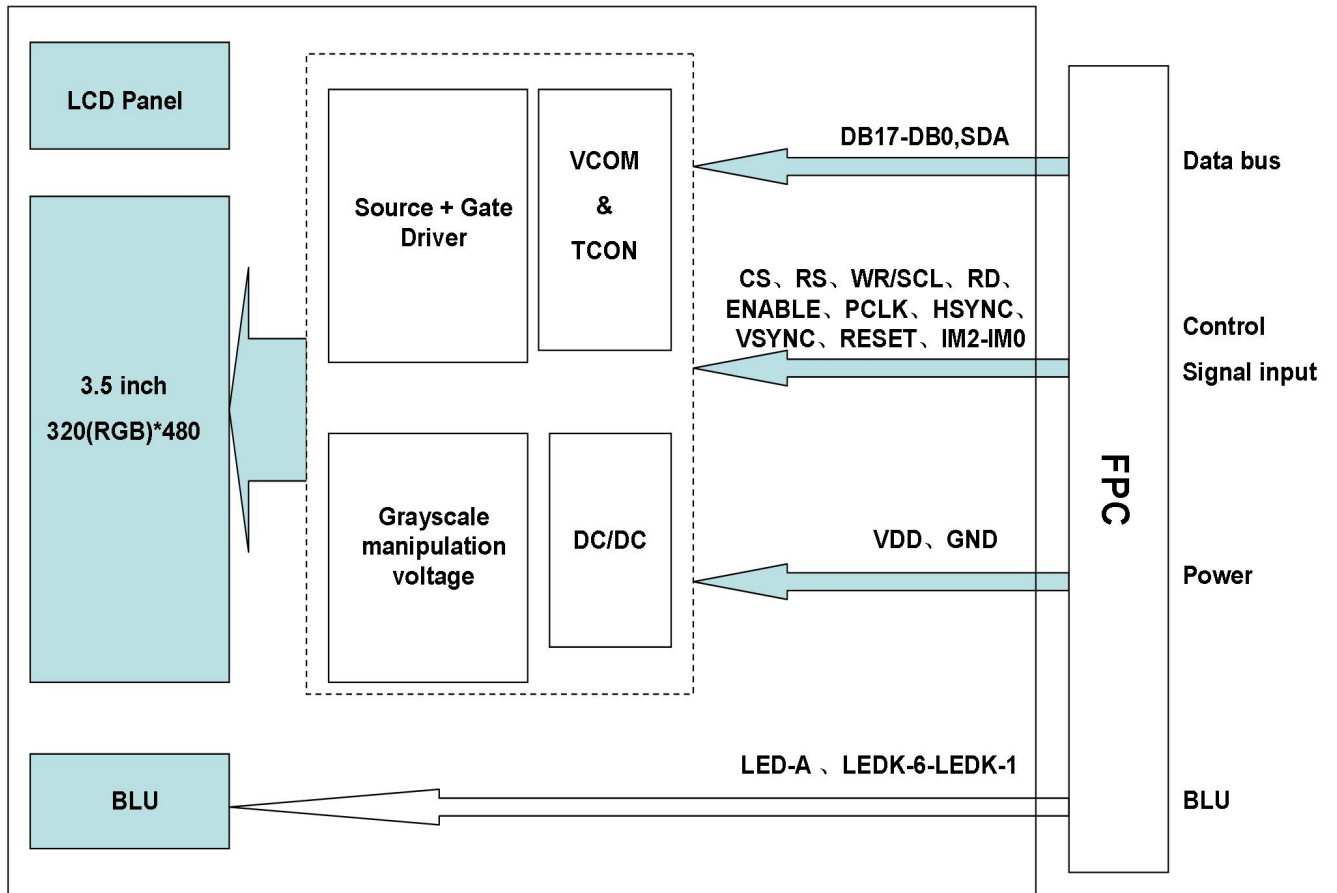 LCD Panel
3.5 inch
320(RGB)*480
BLU
Source + Gate
Driver
VCOM
&
TCON
Grayscale
manipulation
voltage
DC/DC
DB17-DB0,SDA
CS、RS、WR/SCL、RD、
ENABLE、PCLK、HSYNC、
VSYNC、RESET、IM2-IM0
VDD、GND
LED-A 、LEDK-6-LEDK-1
FPC
Data bus
Control
Signal input
Power
BLU